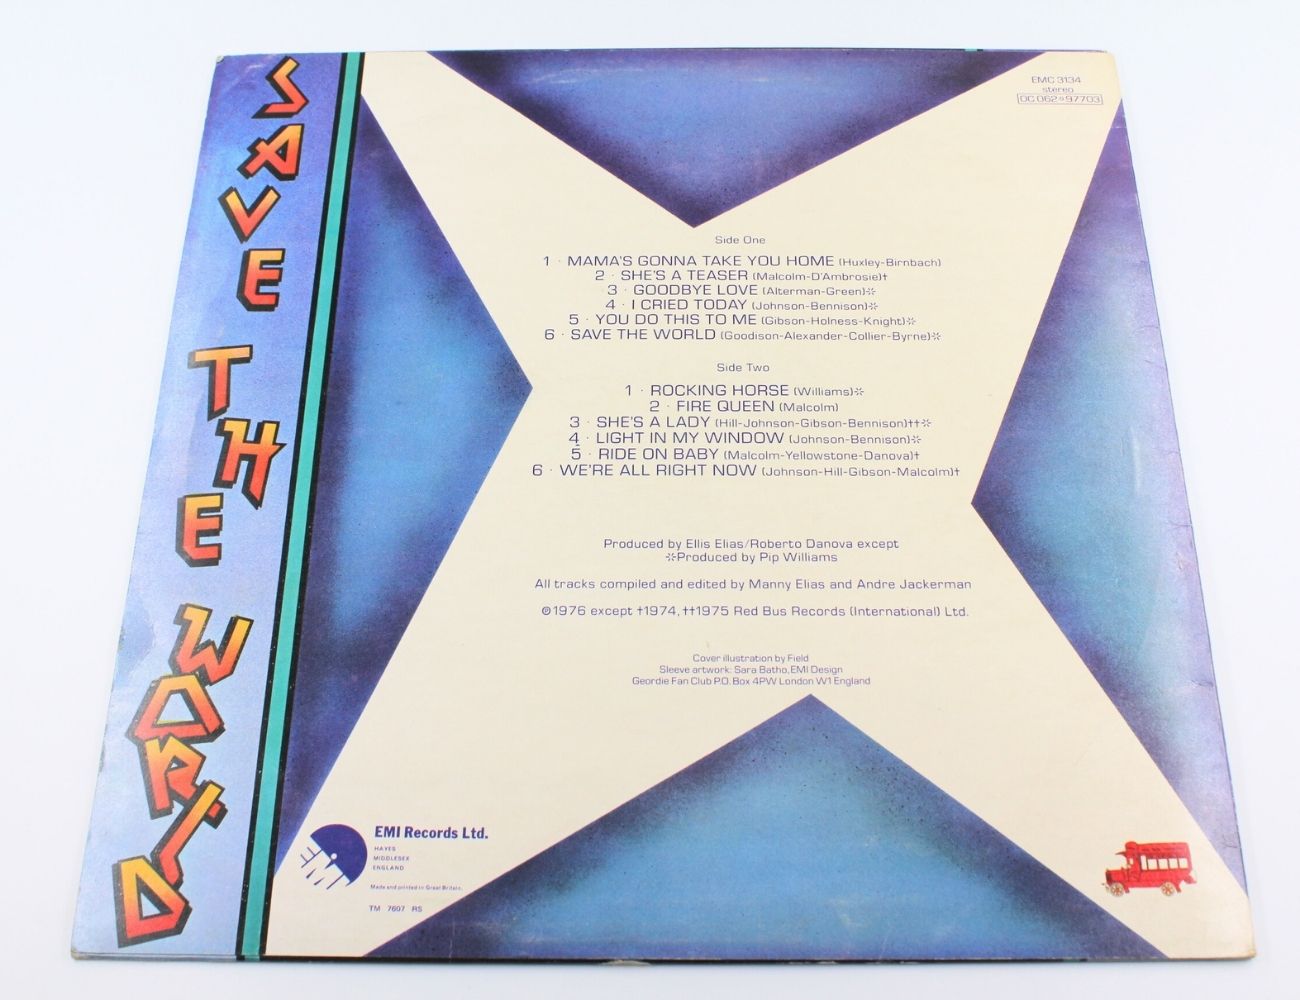 SAVE THE WORLD
EMC 3134
stereo
OC 062 ◦ 97703
Side One
1 · MAMA'S GONNA TAKE YOU HOME (Huxley-Birnbach)
2 · SHE'S A TEASER (Malcolm-D'Ambrosie)†
3 · GOODBYE LOVE (Alterman-Green)※
4 · I CRIED TODAY (Johnson-Bennison)※
5 · YOU DO THIS TO ME (Gibson-Holness-Knight)※
6 · SAVE THE WORLD (Goodison-Alexander-Collier-Byrne)※
Side Two
1 · ROCKING HORSE (Williams)※
2 · FIRE QUEEN (Malcolm)
3 · SHE'S A LADY (Hill-Johnson-Gibson-Bennison)††※
4 · LIGHT IN MY WINDOW (Johnson-Bennison)※
5 · RIDE ON BABY (Malcolm-Yellowstone-Danova)†
6 · WE'RE ALL RIGHT NOW (Johnson-Hill-Gibson-Malcolm)†
Produced by Ellis Elias/Roberto Danova except
※Produced by Pip Williams
All tracks compiled and edited by Manny Elias and Andre Jackerman
℗1976 except †1974, ††1975 Red Bus Records (International) Ltd.
Cover illustration by Field
Sleeve artwork: Sara Batho, EMI Design
Geordie Fan Club P.O. Box 4PW London W1 England
EMI
EMI Records Ltd.
HAYES
MIDDLESEX
ENGLAND
Made and printed in Great Britain.
TM 7607 RS